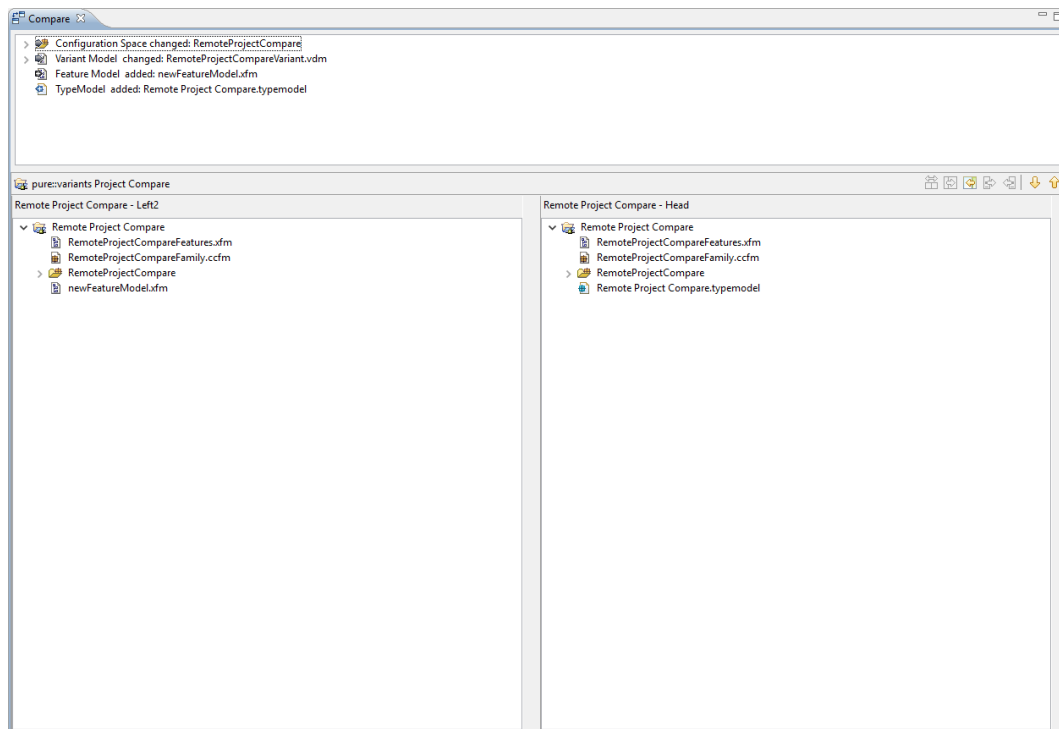 Compare
Configuration Space changed: RemoteProjectCompare
Variant Model  changed: RemoteProjectCompareVariant.vdm
Feature Model  added: newFeatureModel.xfm
TypeModel  added: Remote Project Compare.typemodel
pure::variants Project Compare
Remote Project Compare - Left2
Remote Project Compare
RemoteProjectCompareFeatures.xfm
RemoteProjectCompareFamily.ccfm
RemoteProjectCompare
newFeatureModel.xfm
Remote Project Compare - Head
Remote Project Compare
RemoteProjectCompareFeatures.xfm
RemoteProjectCompareFamily.ccfm
RemoteProjectCompare
Remote Project Compare.typemodel